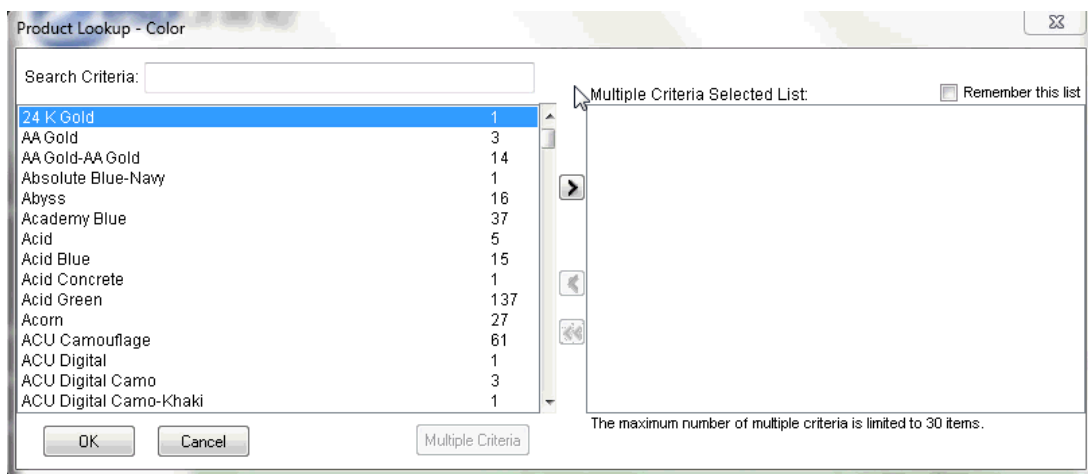 Product Lookup - Color
Search Criteria:
Multiple Criteria Selected List:
Remember this list
24 K Gold 1
AA Gold 3
AA Gold-AA Gold 14
Absolute Blue-Navy 1
Abyss 16
Academy Blue 37
Acid 5
Acid Blue 15
Acid Concrete 1
Acid Green 137
Acorn 27
ACU Camouflage 61
ACU Digital 1
ACU Digital Camo 3
ACU Digital Camo-Khaki 1
The maximum number of multiple criteria is limited to 30 items.
OK
Cancel
Multiple Criteria